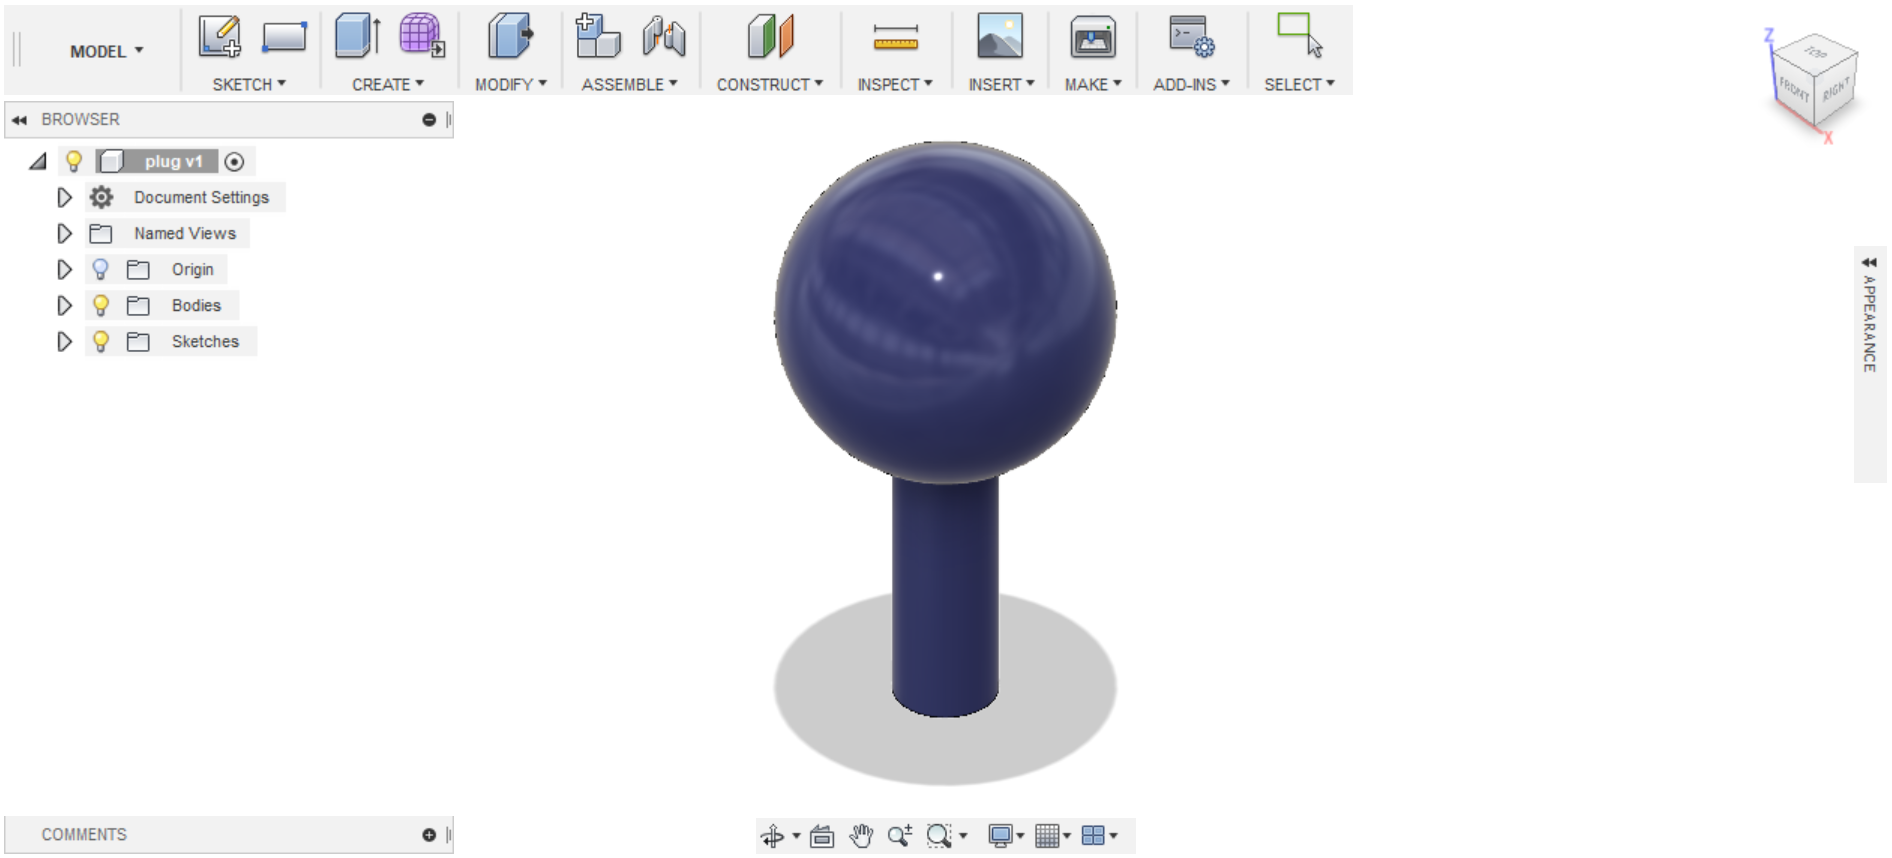 MODEL
SKETCH
CREATE
MODIFY
ASSEMBLE
CONSTRUCT
INSPECT
INSERT
MAKE
ADD-INS
SELECT
BROWSER
plug v1
Document Settings
Named Views
Origin
Bodies
Sketches
Z
TOP
FRONT
RIGHT
X
APPEARANCE
COMMENTS